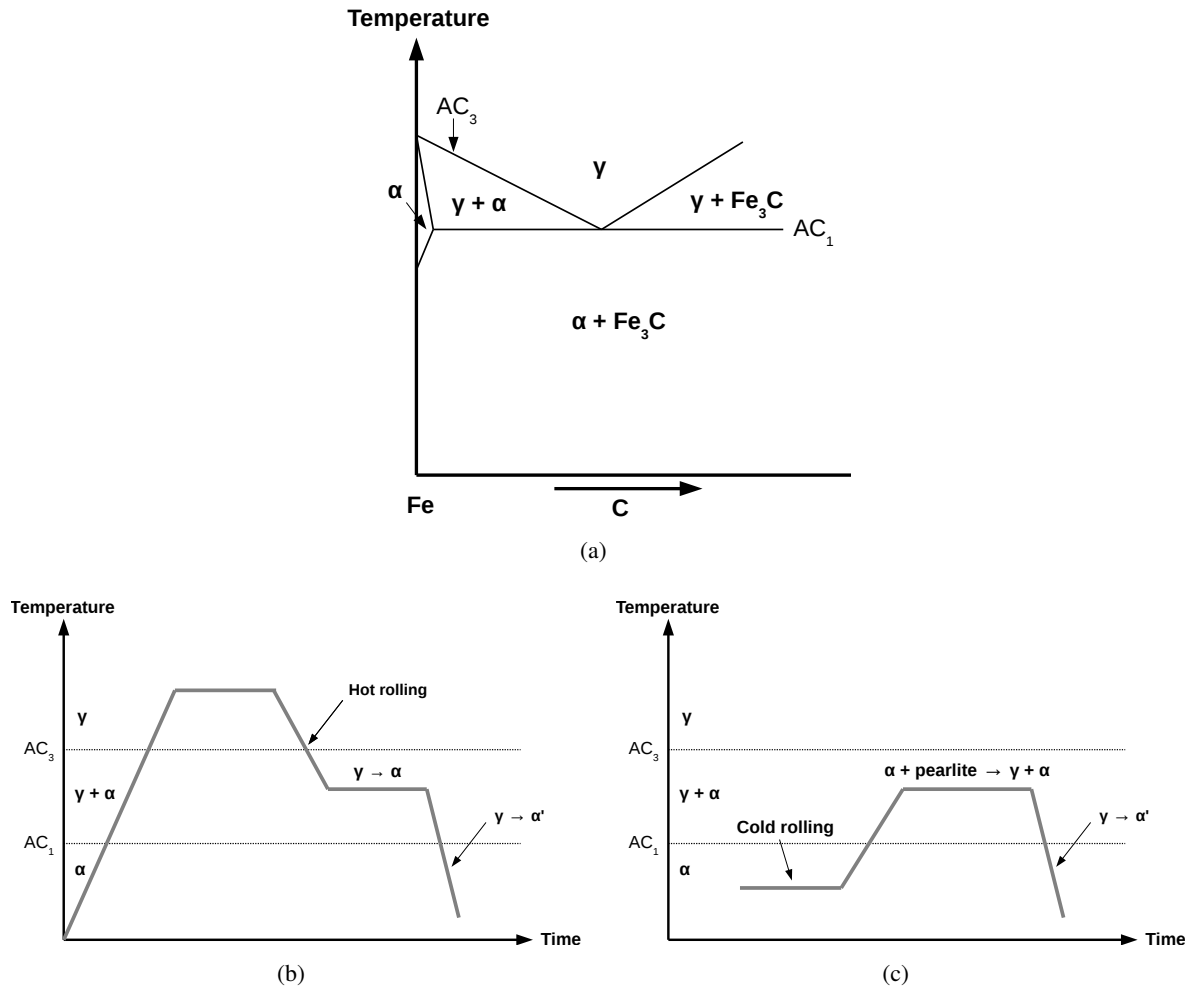 Temperature
AC₃
γ
α
γ + α
γ + Fe₃C
AC₁
α + Fe₃C
Fe
C
(a)
Temperature
Hot rolling
γ
AC₃
γ → α
γ + α
γ → α'
AC₁
α
Time
(b)
Temperature
γ
AC₃
α + pearlite → γ + α
γ + α
γ → α'
Cold rolling
AC₁
α
Time
(c)